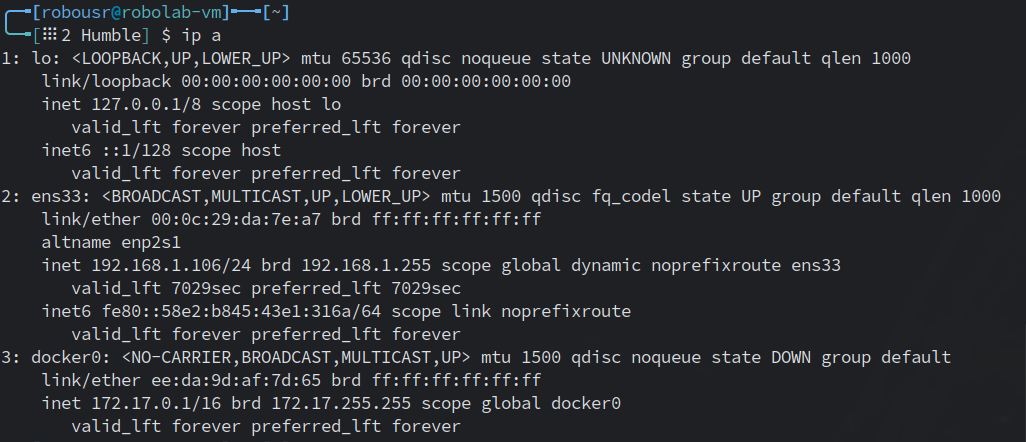 [robousr@robolab-vm]──[~]
[⁝⁝⁝2 Humble] $ ip a
1: lo: <LOOPBACK,UP,LOWER_UP> mtu 65536 qdisc noqueue state UNKNOWN group default qlen 1000
link/loopback 00:00:00:00:00:00 brd 00:00:00:00:00:00
inet 127.0.0.1/8 scope host lo
valid_lft forever preferred_lft forever
inet6 ::1/128 scope host
valid_lft forever preferred_lft forever
2: ens33: <BROADCAST,MULTICAST,UP,LOWER_UP> mtu 1500 qdisc fq_codel state UP group default qlen 1000
link/ether 00:0c:29:da:7e:a7 brd ff:ff:ff:ff:ff:ff
altname enp2s1
inet 192.168.1.106/24 brd 192.168.1.255 scope global dynamic noprefixroute ens33
valid_lft 7029sec preferred_lft 7029sec
inet6 fe80::58e2:b845:43e1:316a/64 scope link noprefixroute
valid_lft forever preferred_lft forever
3: docker0: <NO-CARRIER,BROADCAST,MULTICAST,UP> mtu 1500 qdisc noqueue state DOWN group default
link/ether ee:da:9d:af:7d:65 brd ff:ff:ff:ff:ff:ff
inet 172.17.0.1/16 brd 172.17.255.255 scope global docker0
valid_lft forever preferred_lft forever